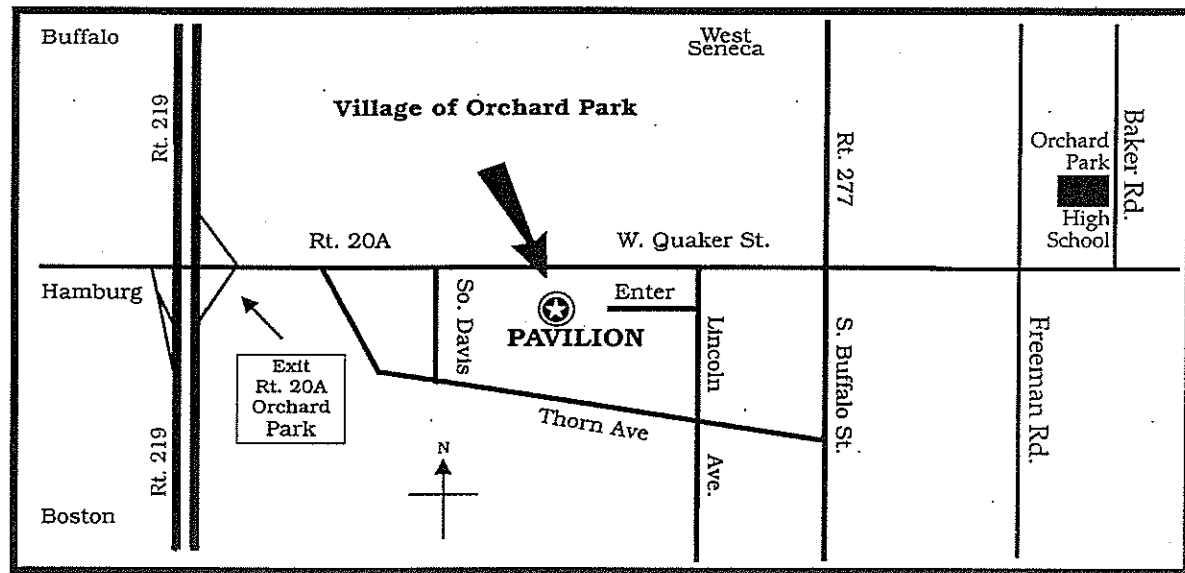 Buffalo
West
Seneca
Village of Orchard Park
Rt. 219
Rt. 277
Orchard
Park
High
School
Baker Rd.
Rt. 20A
W. Quaker St.
Hamburg
So. Davis
Enter
PAVILION
Lincoln
Ave.
S. Buffalo St.
Freeman Rd.
Exit
Rt. 20A
Orchard
Park
Thorn Ave
N
Rt. 219
Boston